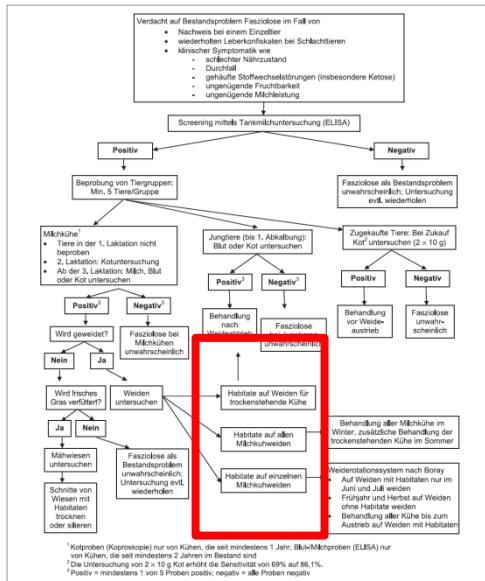 Verdacht auf Bestandsproblem Fasziolose im Fall von
• Nachweis bei einem Einzeltier
• wiederholten Leberkonfiskaten bei Schlachttieren
• klinischer Symptomatik wie
- schlechter Nährzustand
- Durchfall
- gehäufte Stoffwechselstörungen (insbesondere Ketose)
- ungenügende Fruchtbarkeit
- ungenügende Milchleistung
Screening mittels Tankmilchuntersuchung (ELISA)
Positiv
Negativ
Beprobung von Tiergruppen:
Min. 5 Tiere/Gruppe
Fasziolose als Bestandsproblem
unwahrscheinlich; Untersuchung
evtl. wiederholen
Milchkühe¹
• Tiere in der 1. Laktation nicht
beproben
• 2. Laktation: Kotuntersuchung
• Ab der 3. Laktation: Milch, Blut
oder Kot untersuchen
Jungtiere (bis 1. Abkalbung):
Blut oder Kot untersuchen
Zugekaufte Tiere: Bei Zukauf
Kot² untersuchen (2 × 10 g)
Positiv³
Negativ³
Positiv³
Negativ³
Positiv
Negativ
Wird geweidet?
Fasziolose bei
Milchkühen
unwahrscheinlich
Behandlung
nach
Weideabtrieb
Fasziolose
unwahrscheinlich
Behandlung
vor Weide-
austrieb
Fasziolose
unwahr-
scheinlich
Nein
Ja
Wird frisches
Gras verfüttert?
Weiden
untersuchen
Habitate auf Weiden für
trockenstehende Kühe
Ja
Nein
Habitate auf allen
Milchkuhweiden
Behandlung aller Milchkühe im
Winter, zusätzliche Behandlung der
trockenstehenden Kühe im Sommer
Mähwiesen
untersuchen
Fasziolose als
Bestandsproblem
unwahrscheinlich;
Untersuchung evtl.
wiederholen
Habitate auf einzelnen
Milchkuhweiden
Weiderotationssystem nach Boray
• Auf Weiden mit Habitaten nur im
Juni und Juli weiden
• Frühjahr und Herbst auf Weiden
ohne Habitate weiden
• Behandlung aller Kühe bis zum
Austrieb auf Weiden mit Habitaten
Schnitte von
Wiesen mit
Habitaten
trocknen
oder silieren
¹ Kotproben (Koproskopie) nur von Kühen, die seit mindestens 1 Jahr, Blut-/Milchproben (ELISA) nur
von Kühen, die seit mindestens 2 Jahren im Bestand sind
² Die Untersuchung von 2 × 10 g Kot erhöht die Sensitivität von 69% auf 86,1%.
³ Positiv = mindestens 1 von 5 Proben positiv; negativ = alle Proben negativ